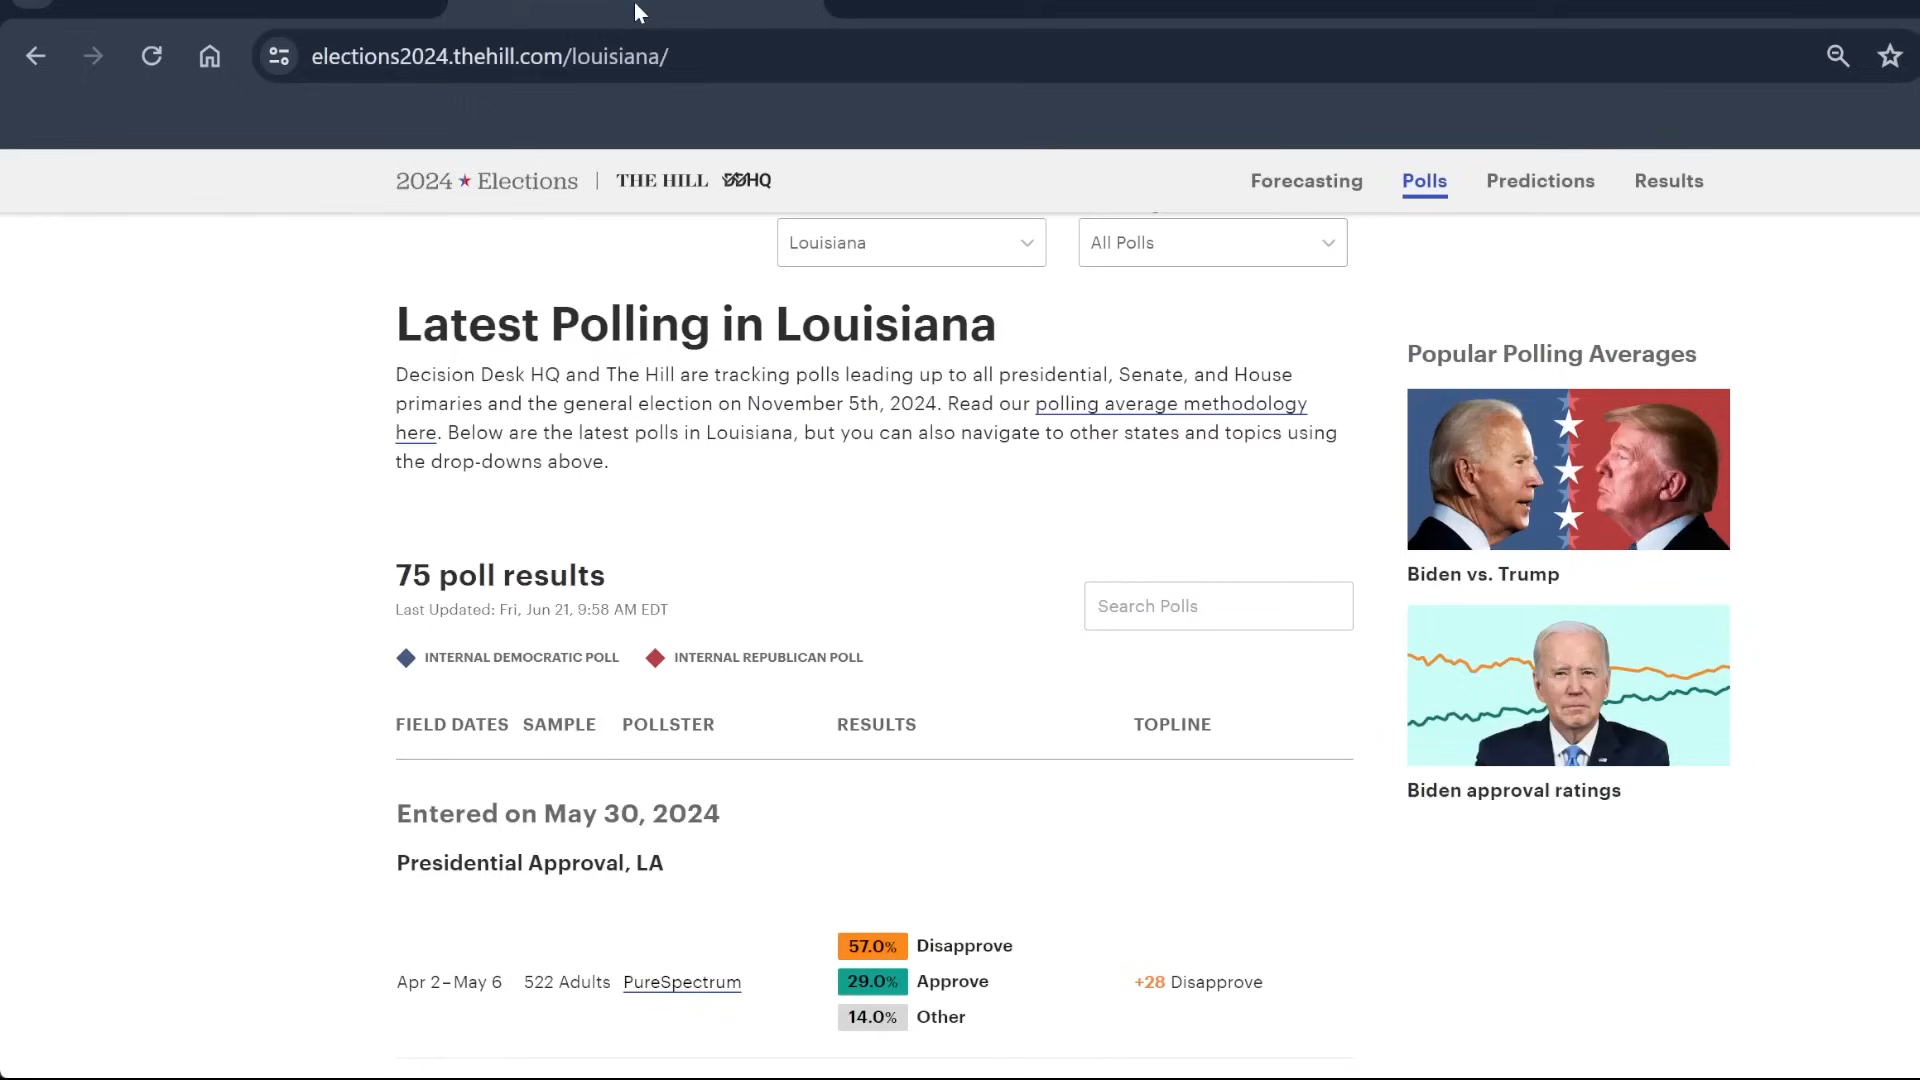 elections2024.thehill.com/louisiana/
2024 ★ Elections | THE HILL DDHQ
Forecasting Polls Predictions Results
Louisiana
All Polls
Latest Polling in Louisiana
Decision Desk HQ and The Hill are tracking polls leading up to all presidential, Senate, and House
primaries and the general election on November 5th, 2024. Read our polling average methodology
here. Below are the latest polls in Louisiana, but you can also navigate to other states and topics using
the drop-downs above.
75 poll results
Last Updated: Fri, Jun 21, 9:58 AM EDT
Search Polls
INTERNAL DEMOCRATIC POLL INTERNAL REPUBLICAN POLL
FIELD DATES SAMPLE POLLSTER RESULTS TOPLINE
Entered on May 30, 2024
Presidential Approval, LA
57.0% Disapprove
Apr 2–May 6 522 Adults PureSpectrum 29.0% Approve +28 Disapprove
14.0% Other
Popular Polling Averages
Biden vs. Trump
Biden approval ratings